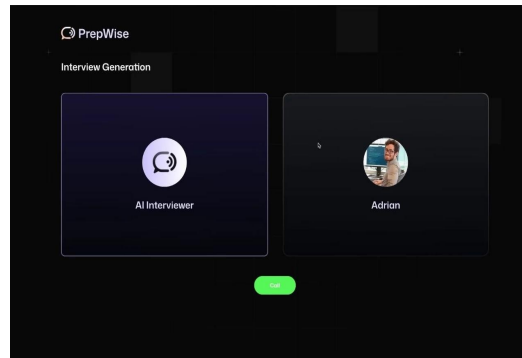 PrepWise
Interview Generation
AI Interviewer
Adrian
Call